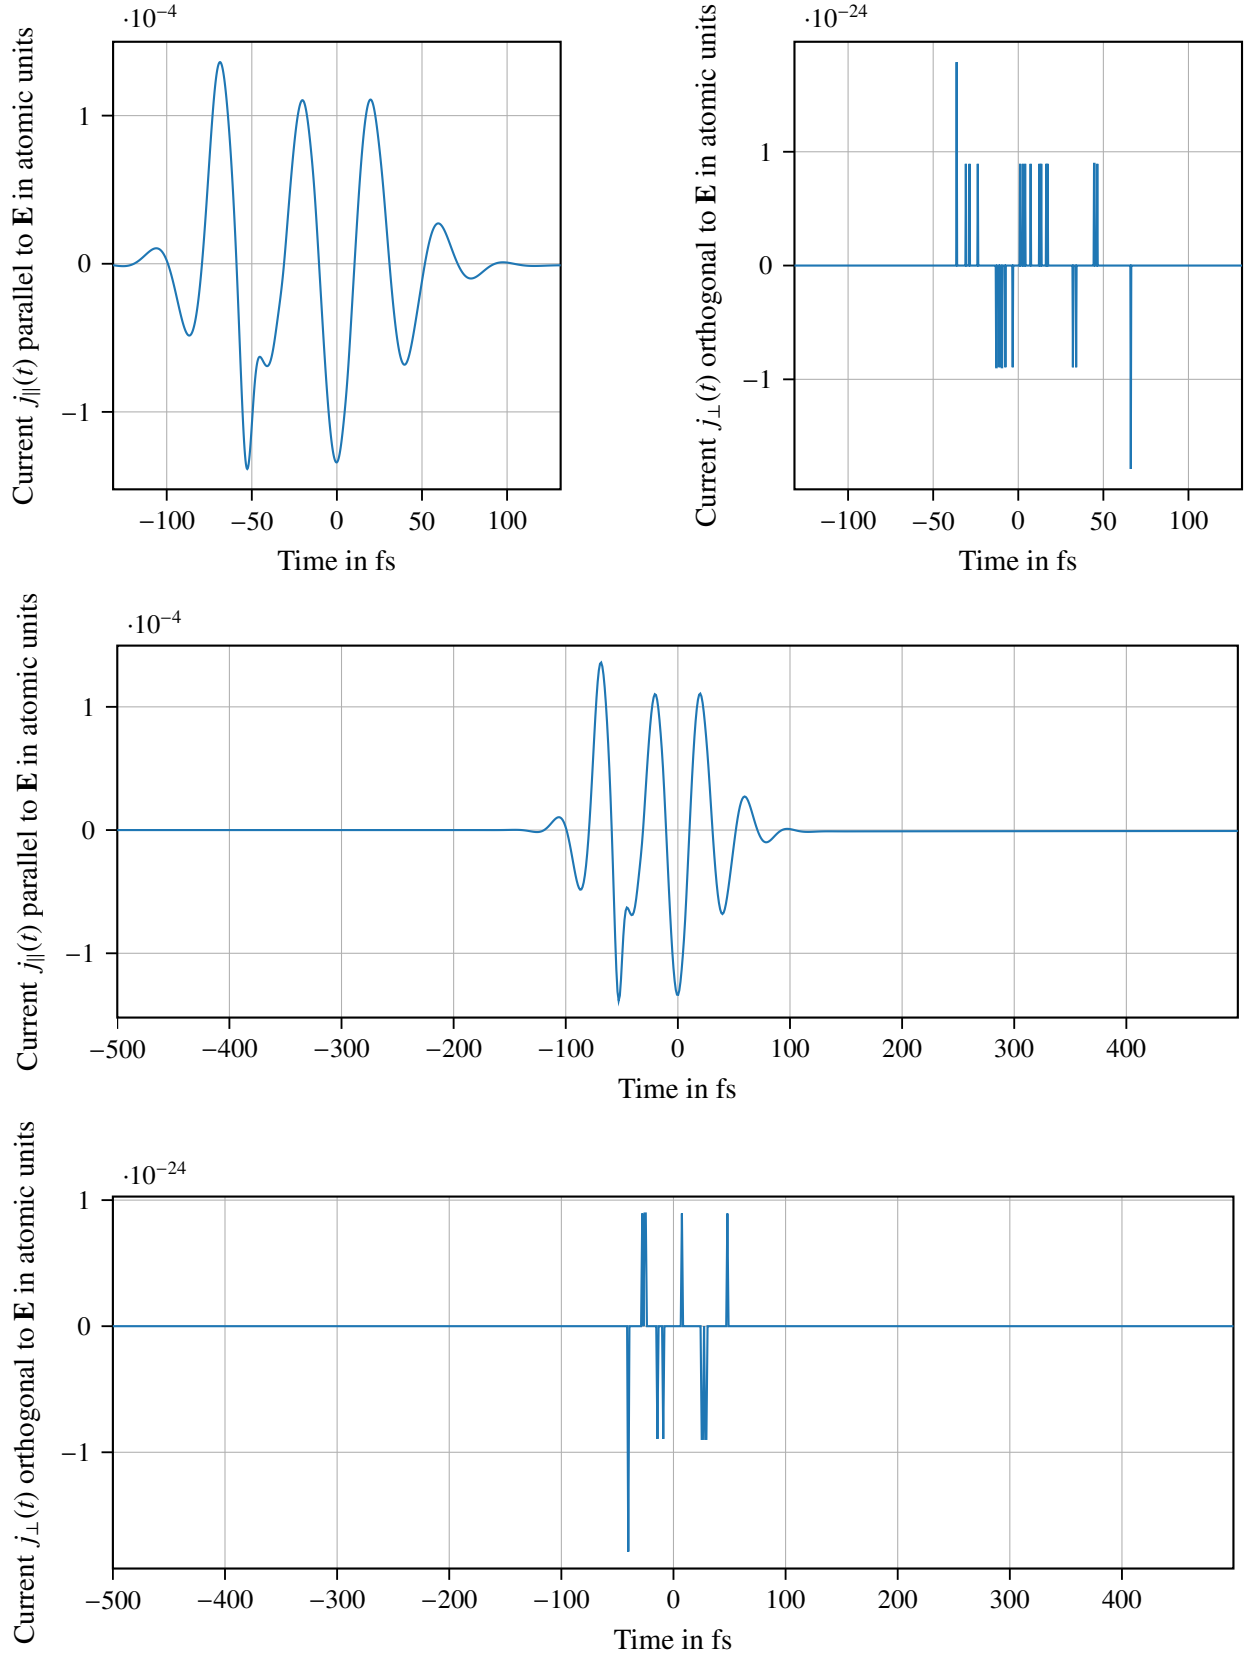 ·10⁻⁴
Current j∥(t) parallel to E in atomic units
1
0
−1
−100 −50 0 50 100
Time in fs
·10⁻²⁴
Current j⊥(t) orthogonal to E in atomic units
1
0
−1
−100 −50 0 50 100
Time in fs
·10⁻⁴
Current j∥(t) parallel to E in atomic units
1
0
−1
−500 −400 −300 −200 −100 0 100 200 300 400
Time in fs
·10⁻²⁴
Current j⊥(t) orthogonal to E in atomic units
1
0
−1
−500 −400 −300 −200 −100 0 100 200 300 400
Time in fs